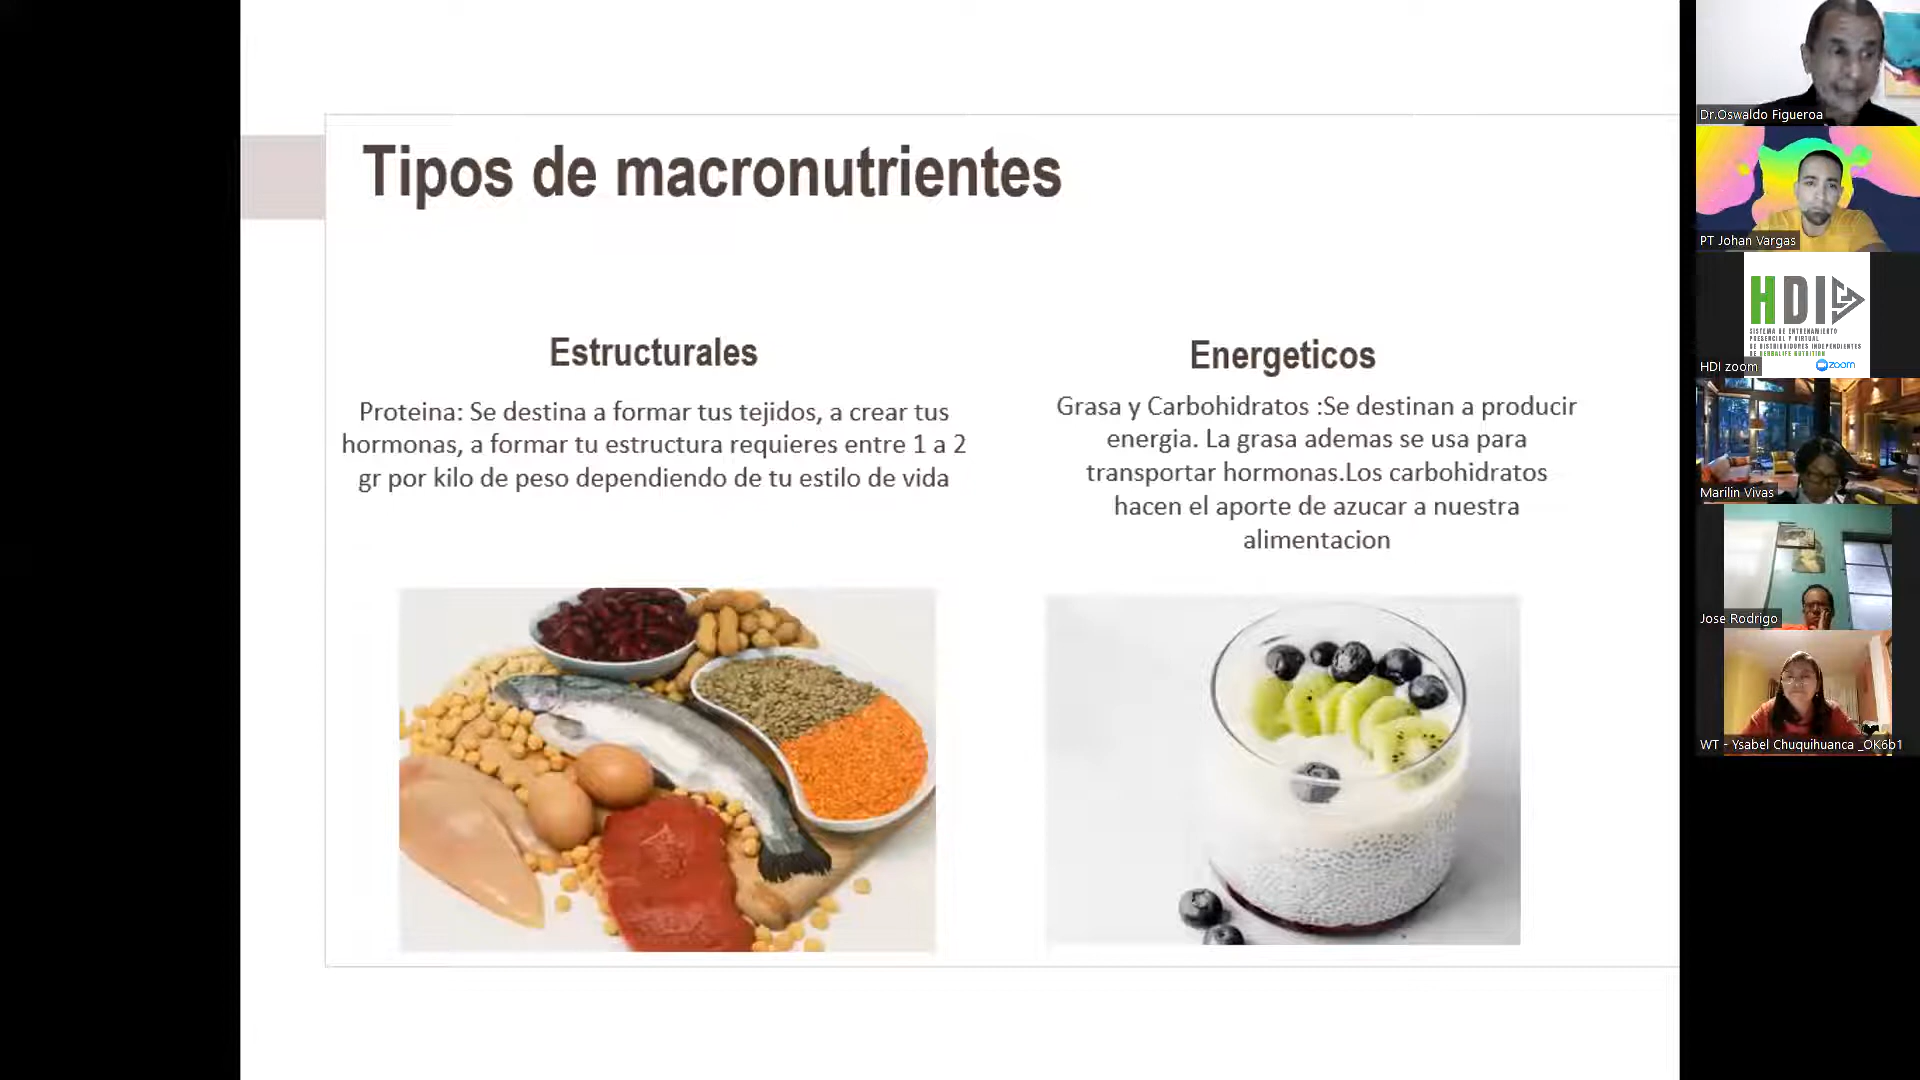 Tipos de macronutrientes
Estructurales
Proteina: Se destina a formar tus tejidos, a crear tus
hormonas, a formar tu estructura requieres entre 1 a 2
gr por kilo de peso dependiendo de tu estilo de vida
Energeticos
Grasa y Carbohidratos :Se destinan a producir
energia. La grasa ademas se usa para
transportar hormonas.Los carbohidratos
hacen el aporte de azucar a nuestra
alimentacion
Dr.Oswaldo Figueroa
PT Johan Vargas
HDI
SISTEMA DE ENTRENAMIENTO
PRESENCIAL Y VIRTUAL
DE DISTRIBUIDORES INDEPENDIENTES
DE HERBALIFE NUTRITION
zoom
HDI zoom
Marilin Vivas
Jose Rodrigo
WT - Ysabel Chuquihuanca _OK6b1